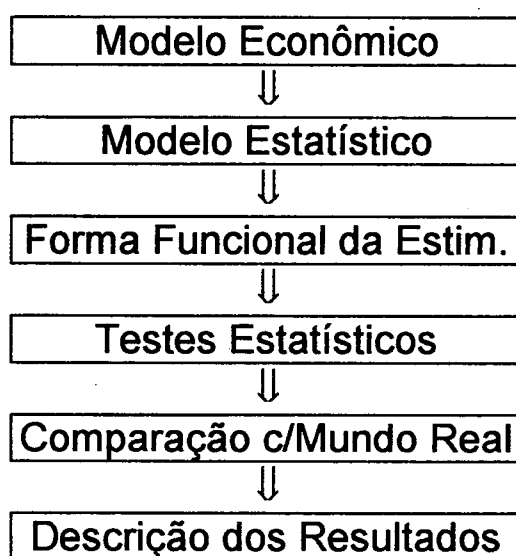 Modelo Econômico
Modelo Estatístico
Forma Funcional da Estim.
Testes Estatísticos
Comparação c/Mundo Real
Descrição dos Resultados